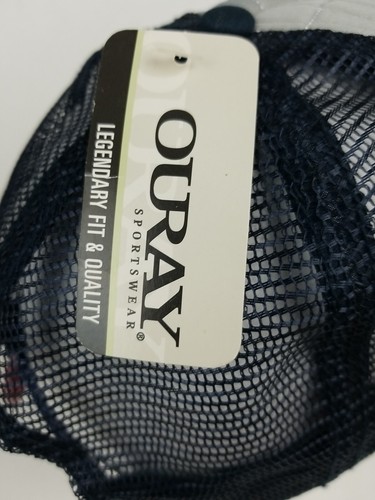 OURAY
SPORTSWEAR®
LEGENDARY FIT & QUALITY